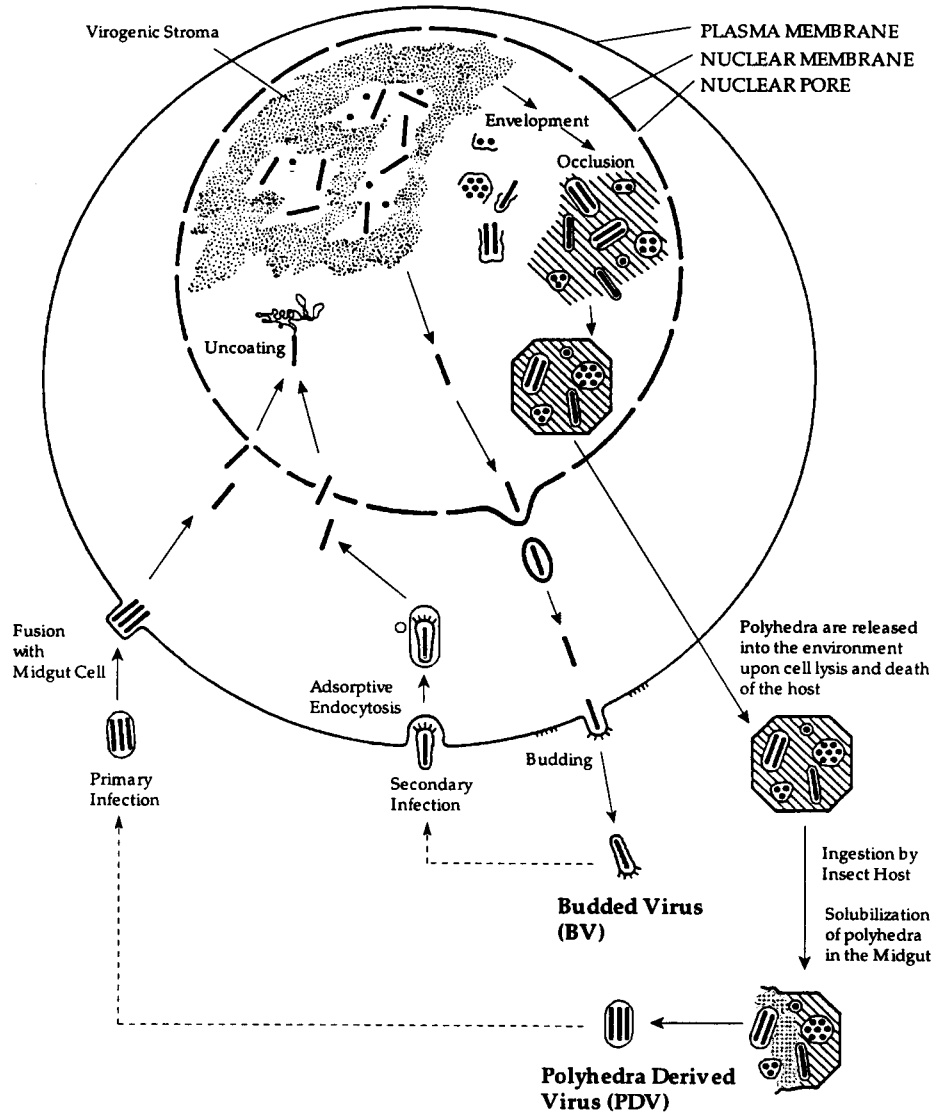 Virogenic Stroma
PLASMA MEMBRANE
NUCLEAR MEMBRANE
NUCLEAR PORE
Envelopment
Occlusion
Uncoating
Fusion
with
Midgut Cell
Adsorptive
Endocytosis
Polyhedra are released
into the environment
upon cell lysis and death
of the host
Primary
Infection
Secondary
Infection
Budding
Budded Virus
(BV)
Ingestion by
Insect Host
Solubilization
of polyhedra
in the Midgut
Polyhedra Derived
Virus (PDV)